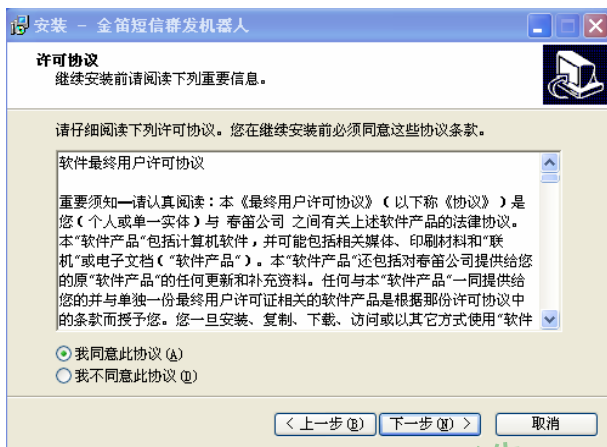 安装 - 金笛短信群发机器人
许可协议
继续安装前请阅读下列重要信息。
请仔细阅读下列许可协议。您在继续安装前必须同意这些协议条款。
软件最终用户许可协议
重要须知—请认真阅读：本《最终用户许可协议》（以下称《协议》）是
您（个人或单一实体）与 春笛公司 之间有关上述软件产品的法律协议。
本“软件产品”包括计算机软件，并可能包括相关媒体、印刷材料和“联
机”或电子文档（“软件产品”）。本“软件产品”还包括对春笛公司提供给您
的原“软件产品”的任何更新和补充资料。任何与本“软件产品”一同提供给
您的并与单独一份最终用户许可证相关的软件产品是根据那份许可协议中
的条款而授予您。您一旦安装、复制、下载、访问或以其它方式使用“软件
我同意此协议(A)
我不同意此协议(D)
< 上一步(B) 下一步(N) > 取消